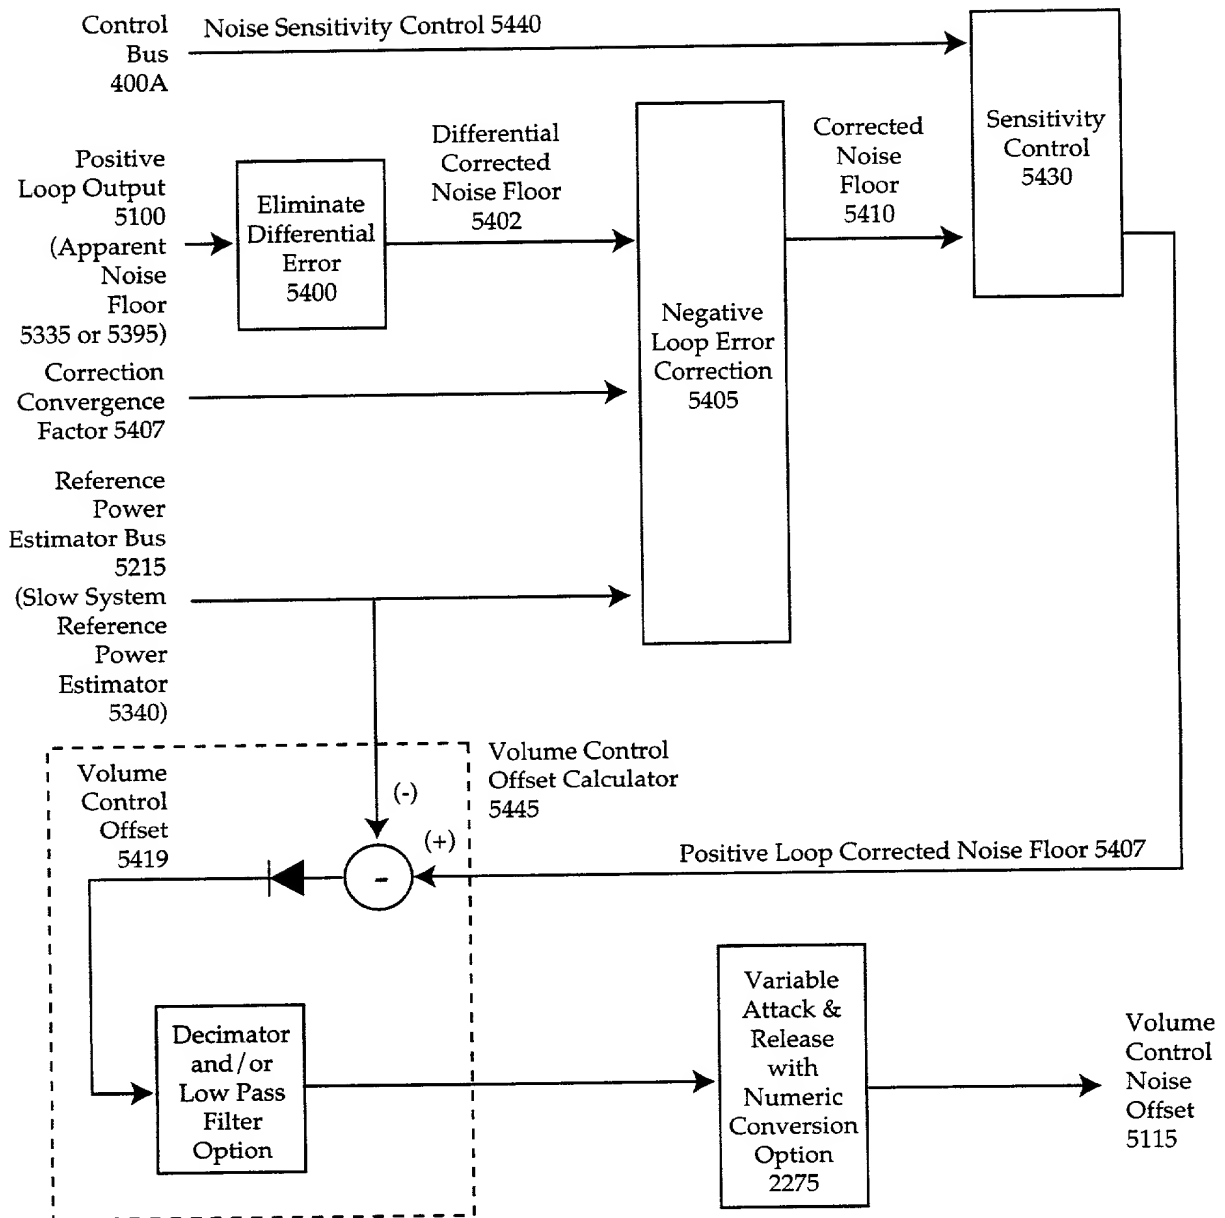 Control
Bus
400A
Noise Sensitivity Control 5440
Sensitivity
Control
5430
Positive
Loop Output
5100
(Apparent
Noise
Floor
5335 or 5395)
Eliminate
Differential
Error
5400
Differential
Corrected
Noise Floor
5402
Corrected
Noise
Floor
5410
Negative
Loop Error
Correction
5405
Correction
Convergence
Factor 5407
Reference
Power
Estimator Bus
5215
(Slow System
Reference
Power
Estimator
5340)
Volume Control
Offset Calculator
5445
Volume
Control
Offset
5419
(-)
(+)
-
Positive Loop Corrected Noise Floor 5407
Decimator
and/or
Low Pass
Filter
Option
Variable
Attack &
Release
with
Numeric
Conversion
Option
2275
Volume
Control
Noise
Offset
5115